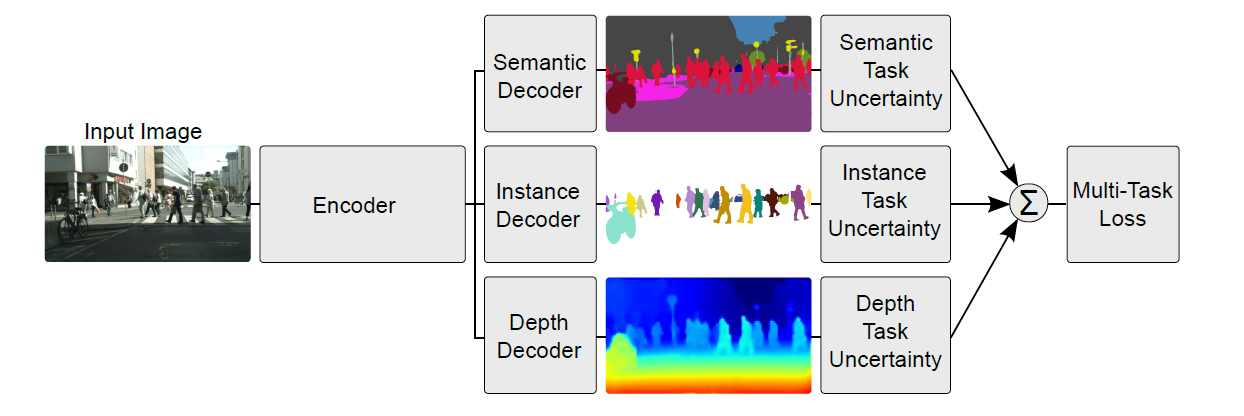 Input Image
Encoder
Semantic
Decoder
Instance
Decoder
Depth
Decoder
Semantic
Task
Uncertainty
Instance
Task
Uncertainty
Depth
Task
Uncertainty
Σ
Multi-Task
Loss